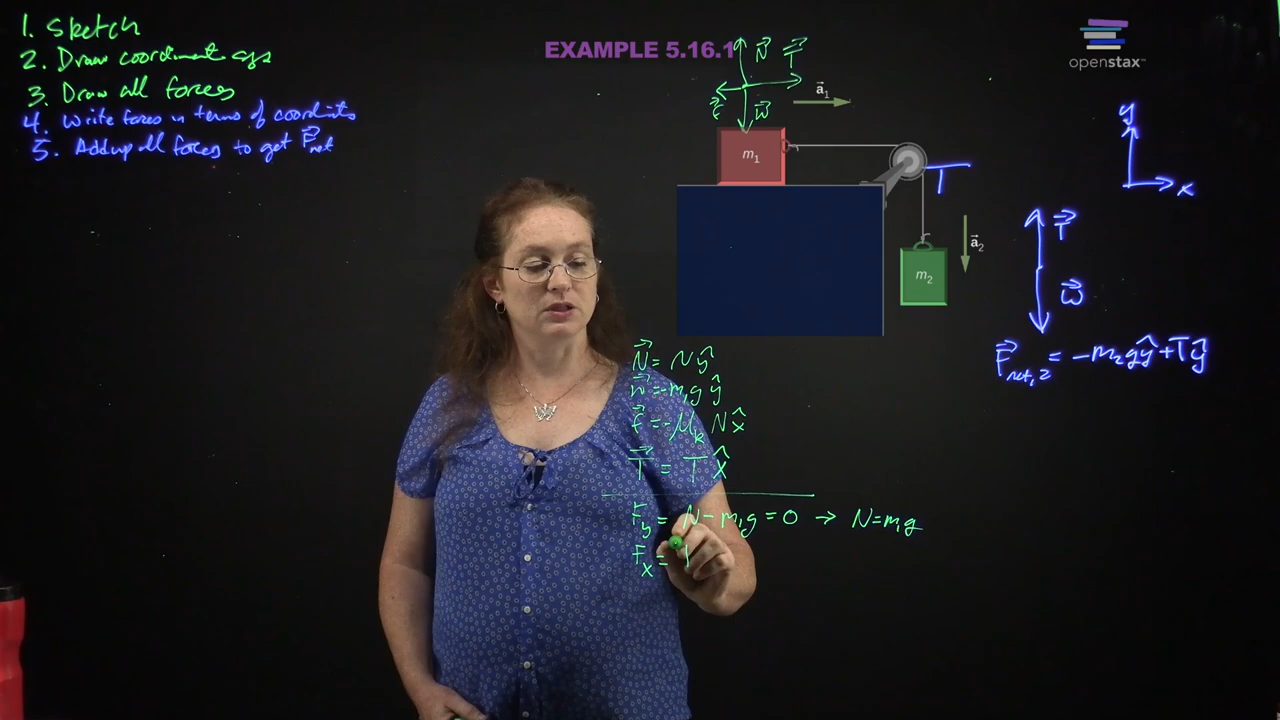 1. Sketch
2. Draw coordinate sys
3. Draw all forces
4. Write forces in terms of coordinats
5. Add up all forces to get F⃗net
EXAMPLE 5.16.1
openstax™
N⃗ T⃗
f⃗ w⃗
a⃗₁
m₁
T
a⃗₂
m₂
y
x
T⃗
w⃗
F⃗net,2 = -m₂gŷ+Tŷ
N⃗ = Nŷ
w⃗ = -m₁g ŷ
f⃗ = -μₖ N x̂
T⃗ = T x̂
Fy = N - m₁g = 0 → N = m₁g
Fx =